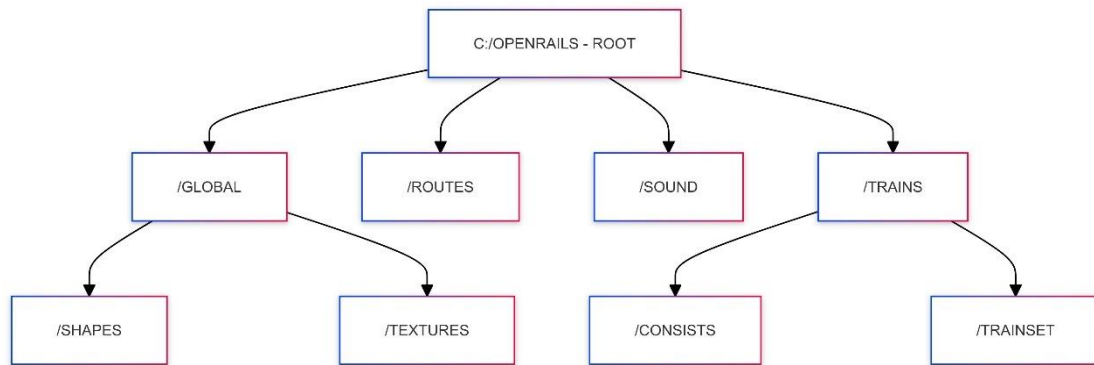 C:/OPENRAILS - ROOT
/GLOBAL
/ROUTES
/SOUND
/TRAINS
/SHAPES
/TEXTURES
/CONSISTS
/TRAINSET